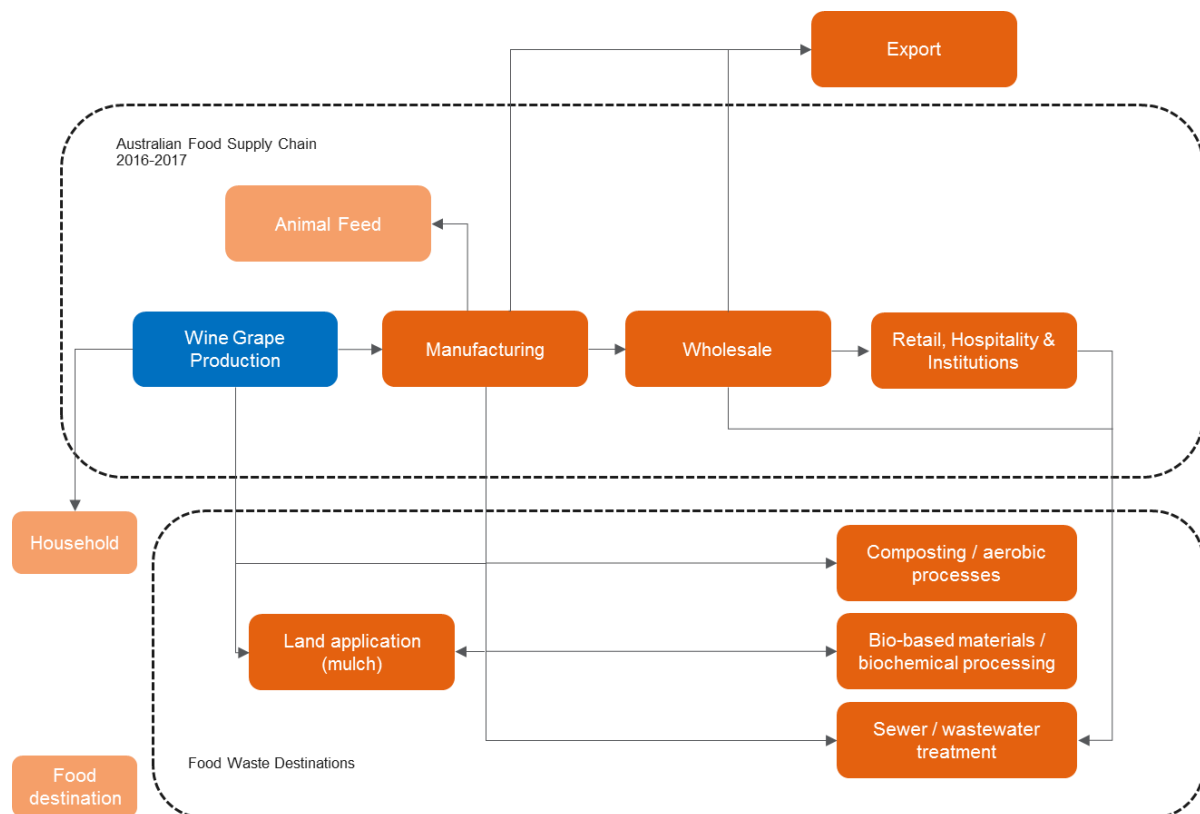 Export
Australian Food Supply Chain
2016-2017
Animal Feed
Wine Grape
Production
Manufacturing
Wholesale
Retail, Hospitality &
Institutions
Household
Composting / aerobic
processes
Land application
(mulch)
Bio-based materials /
biochemical processing
Sewer / wastewater
treatment
Food Waste Destinations
Food
destination